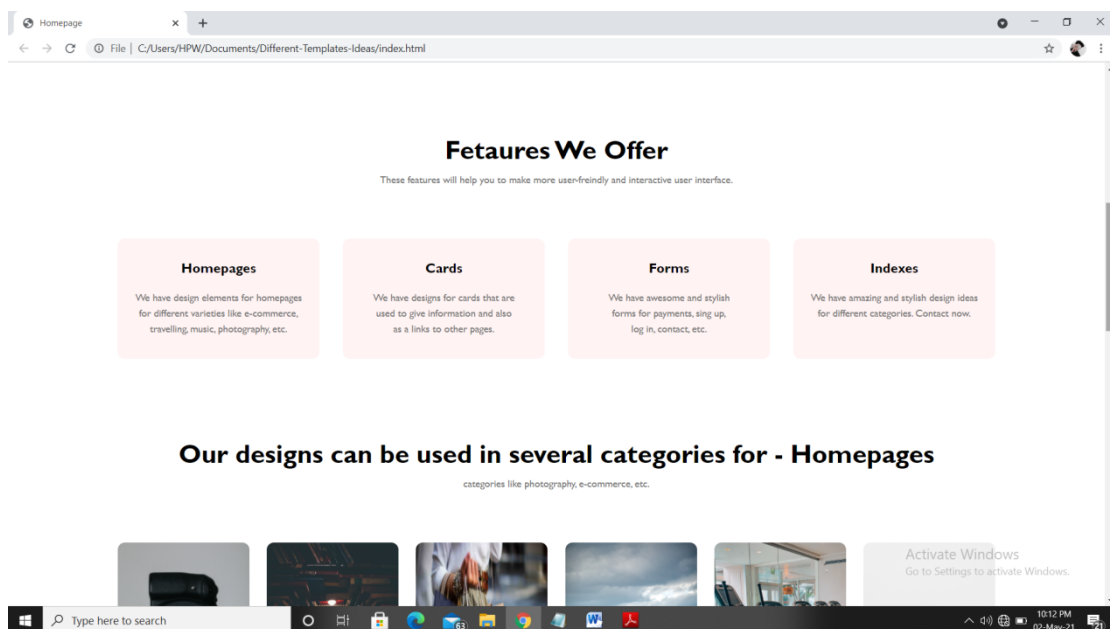 Homepage
File | C:/Users/HPW/Documents/Different-Templates-Ideas/index.html
Fetaures We Offer
These features will help you to make more user-freindly and interactive user interface.
Homepages
We have design elements for homepages
for different varieties like e-commerce,
travelling, music, photography, etc.
Cards
We have designs for cards that are
used to give information and also
as a links to other pages.
Forms
We have awesome and stylish
forms for payments, sing up,
log in, contact, etc.
Indexes
We have amazing and stylish design ideas
for different categories. Contact now.
Our designs can be used in several categories for - Homepages
categories like photography, e-commerce, etc.
Activate Windows
Go to Settings to activate Windows.
Type here to search
63
10:12 PM
02-May-21
21